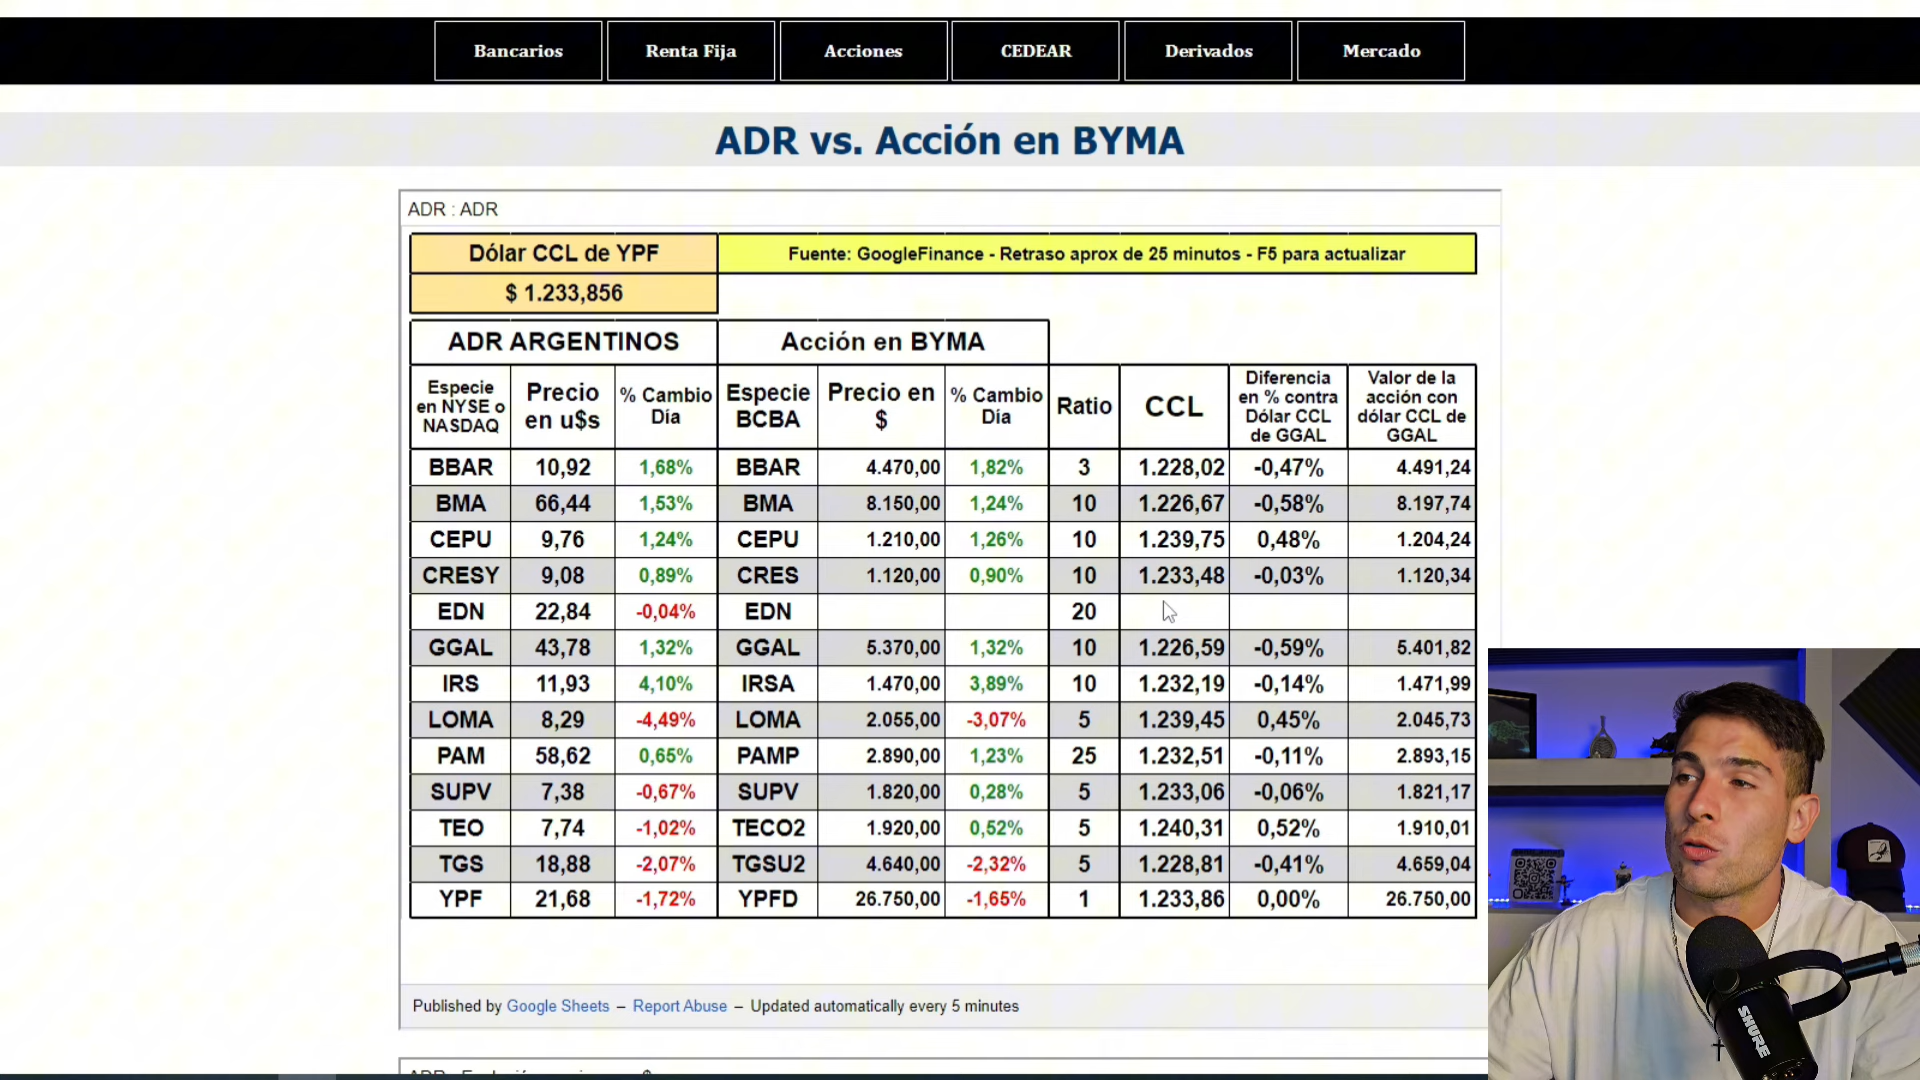 Bancarios Renta Fija Acciones CEDEAR Derivados Mercado
ADR vs. Acción en BYMA
ADR : ADR
Dólar CCL de YPF Fuente: GoogleFinance - Retraso aprox de 25 minutos - F5 para actualizar
$ 1.233,856
ADR ARGENTINOS Acción en BYMA
Especie en NYSE o NASDAQ Precio en u$s % Cambio Día Especie BCBA Precio en $ % Cambio Día Ratio CCL Diferencia en % contra Dólar CCL de GGAL Valor de la acción con dólar CCL de GGAL
BBAR 10,92 1,68% BBAR 4.470,00 1,82% 3 1.228,02 -0,47% 4.491,24
BMA 66,44 1,53% BMA 8.150,00 1,24% 10 1.226,67 -0,58% 8.197,74
CEPU 9,76 1,24% CEPU 1.210,00 1,26% 10 1.239,75 0,48% 1.204,24
CRESY 9,08 0,89% CRES 1.120,00 0,90% 10 1.233,48 -0,03% 1.120,34
EDN 22,84 -0,04% EDN 20
GGAL 43,78 1,32% GGAL 5.370,00 1,32% 10 1.226,59 -0,59% 5.401,82
IRS 11,93 4,10% IRSA 1.470,00 3,89% 10 1.232,19 -0,14% 1.471,99
LOMA 8,29 -4,49% LOMA 2.055,00 -3,07% 5 1.239,45 0,45% 2.045,73
PAM 58,62 0,65% PAMP 2.890,00 1,23% 25 1.232,51 -0,11% 2.893,15
SUPV 7,38 -0,67% SUPV 1.820,00 0,28% 5 1.233,06 -0,06% 1.821,17
TEO 7,74 -1,02% TECO2 1.920,00 0,52% 5 1.240,31 0,52% 1.910,01
TGS 18,88 -2,07% TGSU2 4.640,00 -2,32% 5 1.228,81 -0,41% 4.659,04
YPF 21,68 -1,72% YPFD 26.750,00 -1,65% 1 1.233,86 0,00% 26.750,00
Published by Google Sheets – Report Abuse – Updated automatically every 5 minutes
SHURE